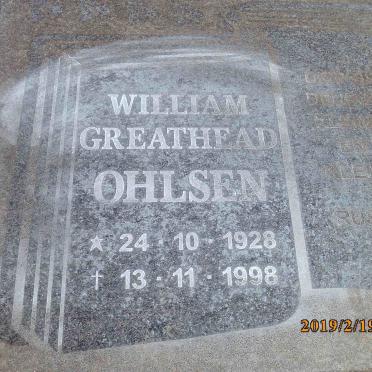 WILLIAM
GREATHEAD
OHLSEN
★ 24 · 10 · 1928
† 13 · 11 · 1998
2019/2/19